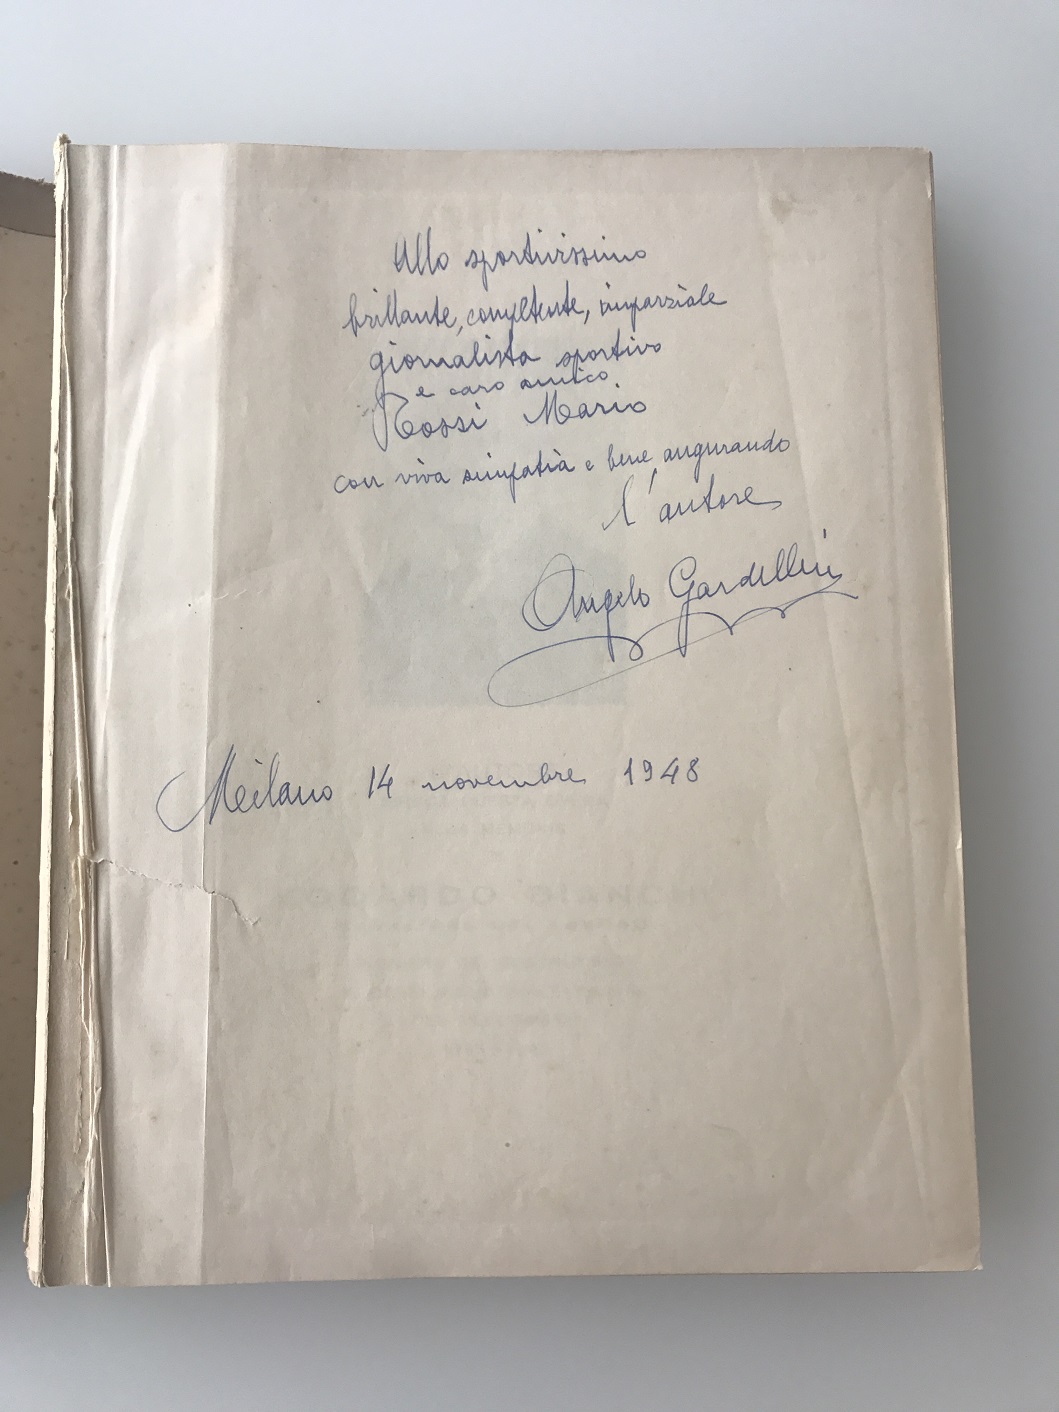 Allo sportivissimo
brillante, competente, imparziale
giornalista sportivo
e caro amico
Rossi Mario
con viva simpatia e bene augurando
l'autore
Angelo Gardellini
Milano 14 novembre 1948